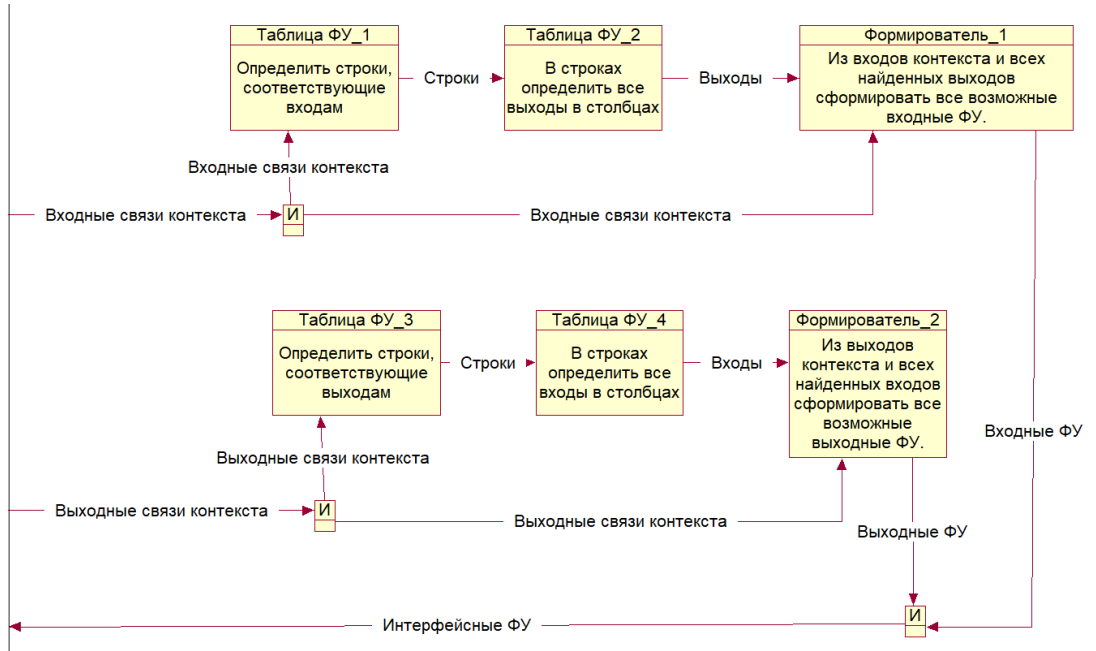 Таблица ФУ_1
Определить строки,
соответствующие
входам
Строки
Таблица ФУ_2
В строках
определить все
выходы в столбцах
Выходы
Формирователь_1
Из входов контекста и всех
найденных выходов
сформировать все возможные
входные ФУ.
Входные связи контекста
Входные связи контекста
И
Входные связи контекста
Таблица ФУ_3
Определить строки,
соответствующие
выходам
Строки
Таблица ФУ_4
В строках
определить все
входы в столбцах
Входы
Формирователь_2
Из выходов
контекста и всех
найденных входов
сформировать все
возможные
выходные ФУ.
Входные ФУ
Выходные связи контекста
Выходные связи контекста
И
Выходные связи контекста
Выходные ФУ
И
Интерфейсные ФУ